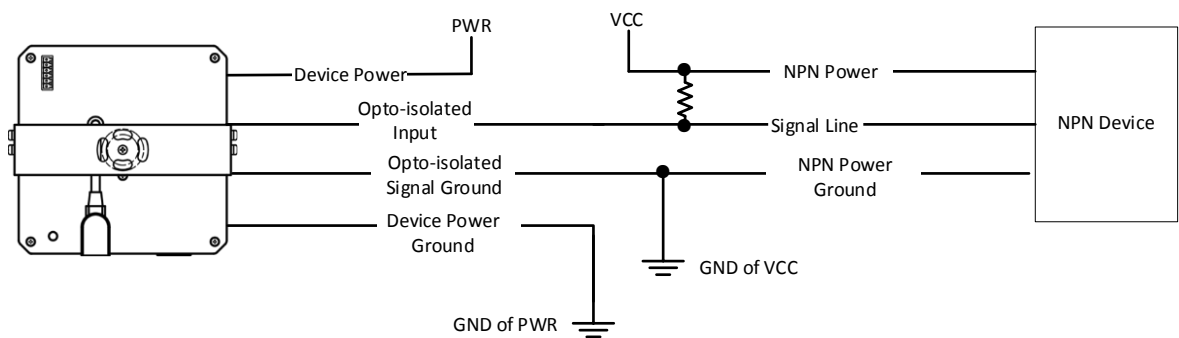 PWR
VCC
Device Power
NPN Power
Opto-isolated
Input
Signal Line
NPN Device
Opto-isolated
Signal Ground
NPN Power
Ground
Device Power
Ground
GND of VCC
GND of PWR